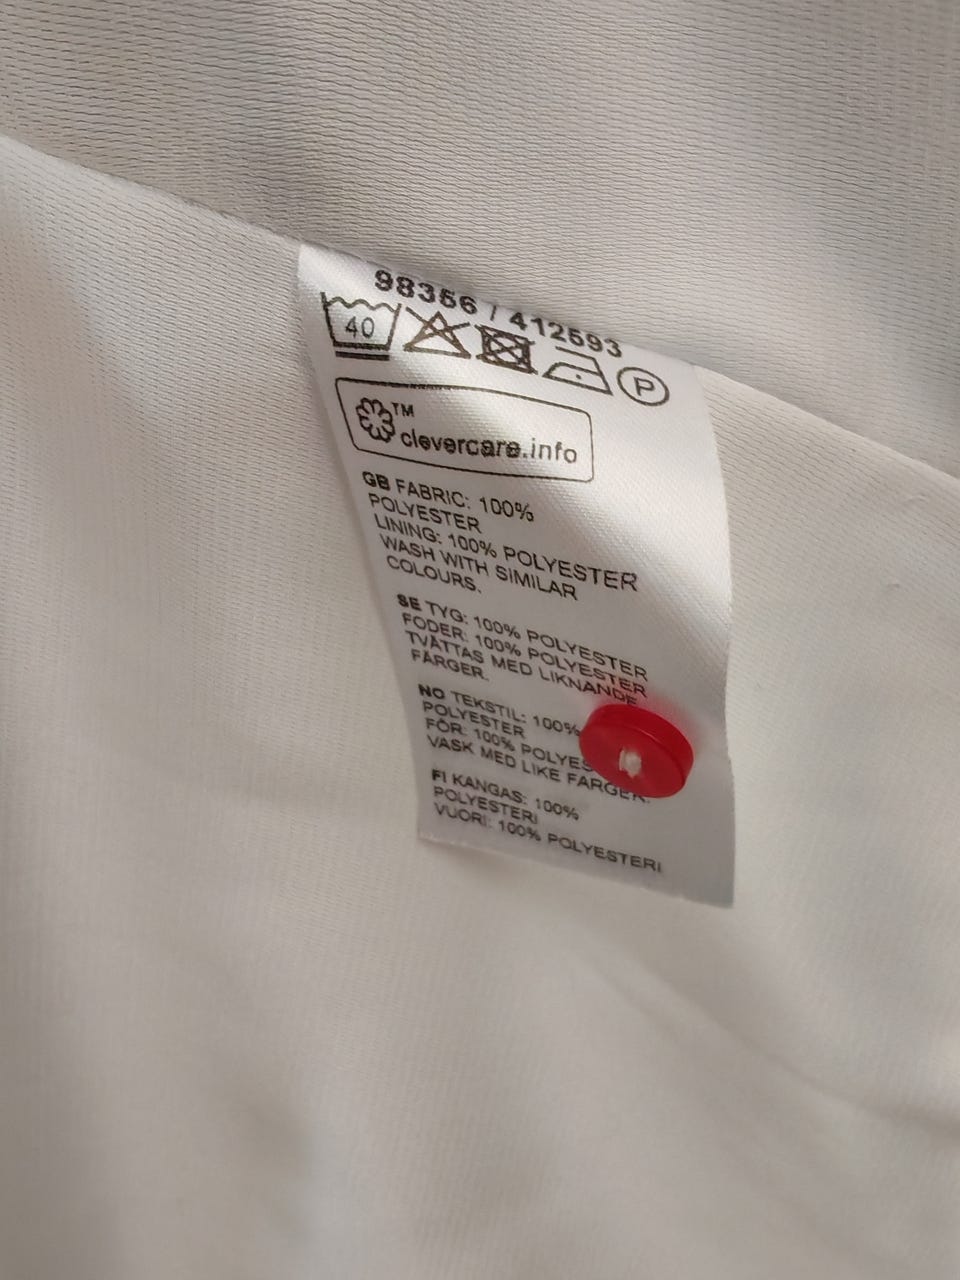 98366 / 412593
40
P
TM
clevercare.info
GB FABRIC: 100%
POLYESTER
LINING: 100% POLYESTER
WASH WITH SIMILAR
COLOURS.
SE TYG: 100% POLYESTER
FODER: 100% POLYESTER
TVÄTTAS MED LIKNANDE
FÄRGER.
NO TEKSTIL: 100%
POLYESTER
FÔR: 100% POLYES
VASK MED LIKE FARGER.
FI KANGAS: 100%
POLYESTERI
VUORI: 100% POLYESTERI